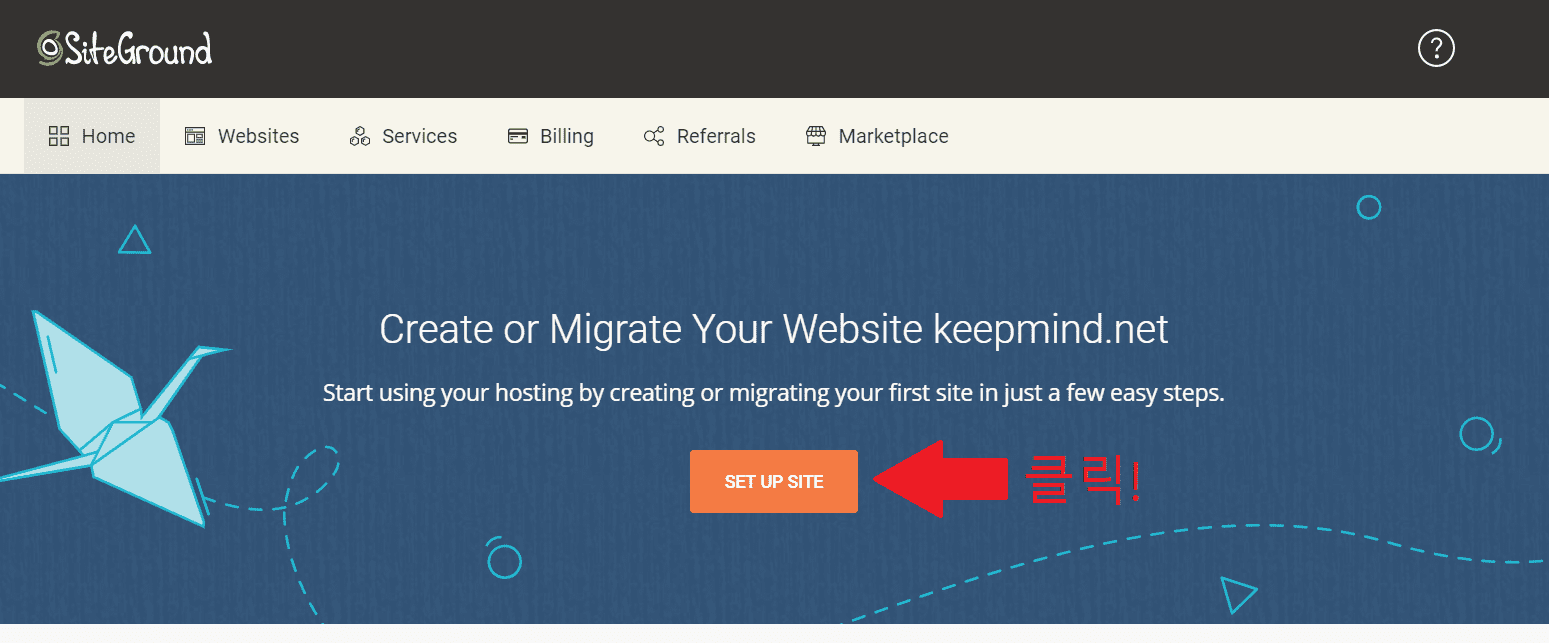 SiteGround
?
Home Websites Services Billing Referrals Marketplace
Create or Migrate Your Website keepmind.net
Start using your hosting by creating or migrating your first site in just a few easy steps.
SET UP SITE 클릭!